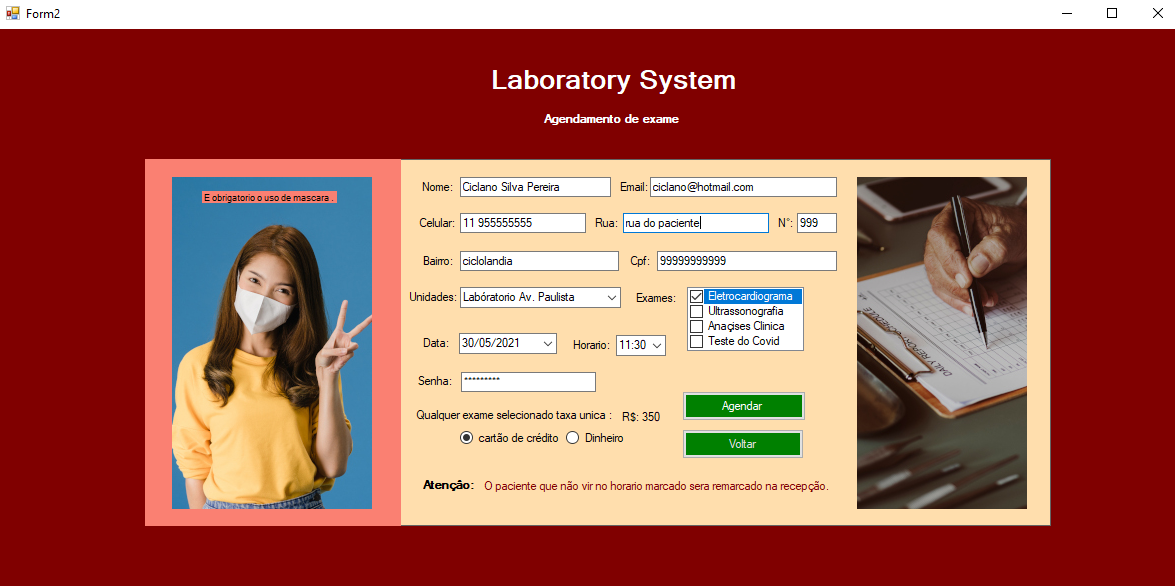 Form2
Laboratory System
Agendamento de exame
E obrigatorio o uso de mascara .
Nome: Ciclano Silva Pereira Email: ciclano@hotmail.com
Celular: 11 955555555 Rua: rua do paciente N°: 999
Bairro: ciclolandia Cpf: 99999999999
Unidades: Labóratorio Av. Paulista Exames: Eletrocardiograma
Ultrassonografia
Anaçises Clinica
Teste do Covid
Data: 30/05/2021 Horario: 11:30
Senha: *********
Qualquer exame selecionado taxa unica : R$: 350
cartão de crédito Dinheiro
Agendar
Voltar
Atenção: O paciente que não vir no horario marcado sera remarcado na recepção.
DAILY REPORT SCHEDULE